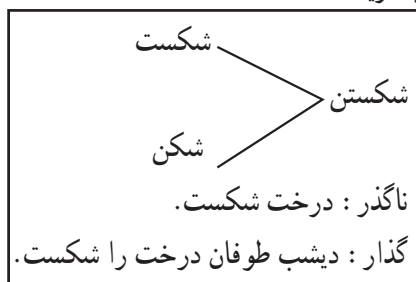 شکست
شکستن
شکن
ناگذر : درخت شکست.
گذار : دیشب طوفان درخت را شکست.